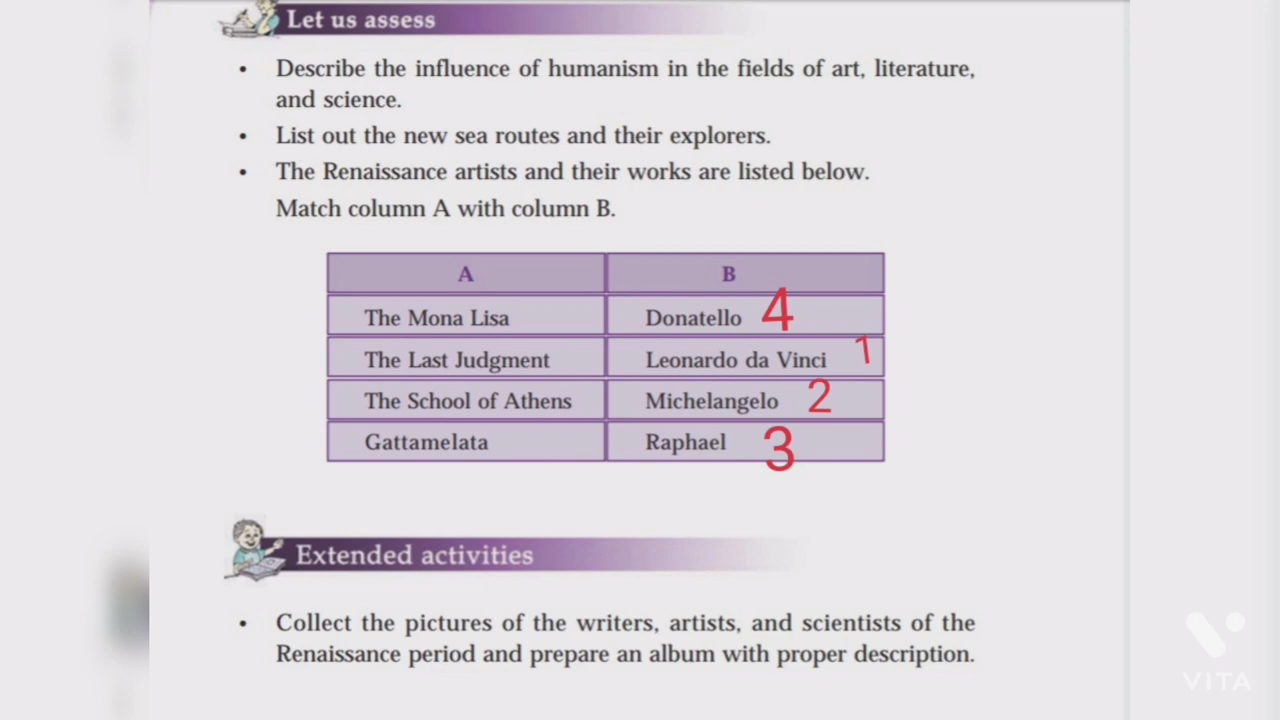 Let us assess
• Describe the influence of humanism in the fields of art, literature,
and science.
• List out the new sea routes and their explorers.
• The Renaissance artists and their works are listed below.
Match column A with column B.
A B
The Mona Lisa Donatello 4
The Last Judgment Leonardo da Vinci 1
The School of Athens Michelangelo 2
Gattamelata Raphael 3
Extended activities
• Collect the pictures of the writers, artists, and scientists of the
Renaissance period and prepare an album with proper description.
VITA